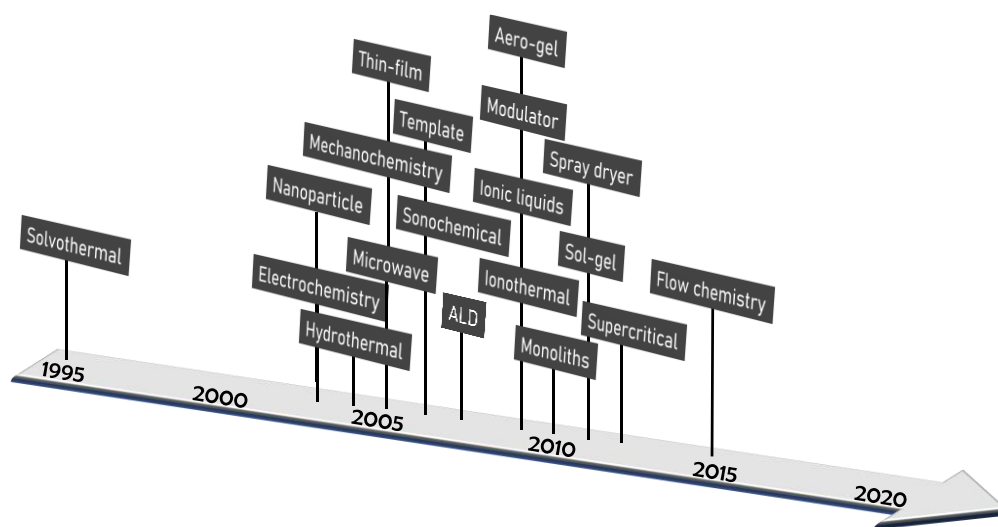 Aero-gel
Thin-film
Modulator
Template
Mechanochemistry
Spray dryer
Nanoparticle
Ionic liquids
Sonochemical
Solvothermal
Sol-gel
Microwave
Electrochemistry
Ionothermal
Flow chemistry
ALD
Supercritical
Hydrothermal
Monoliths
1995
2000
2005
2010
2015
2020